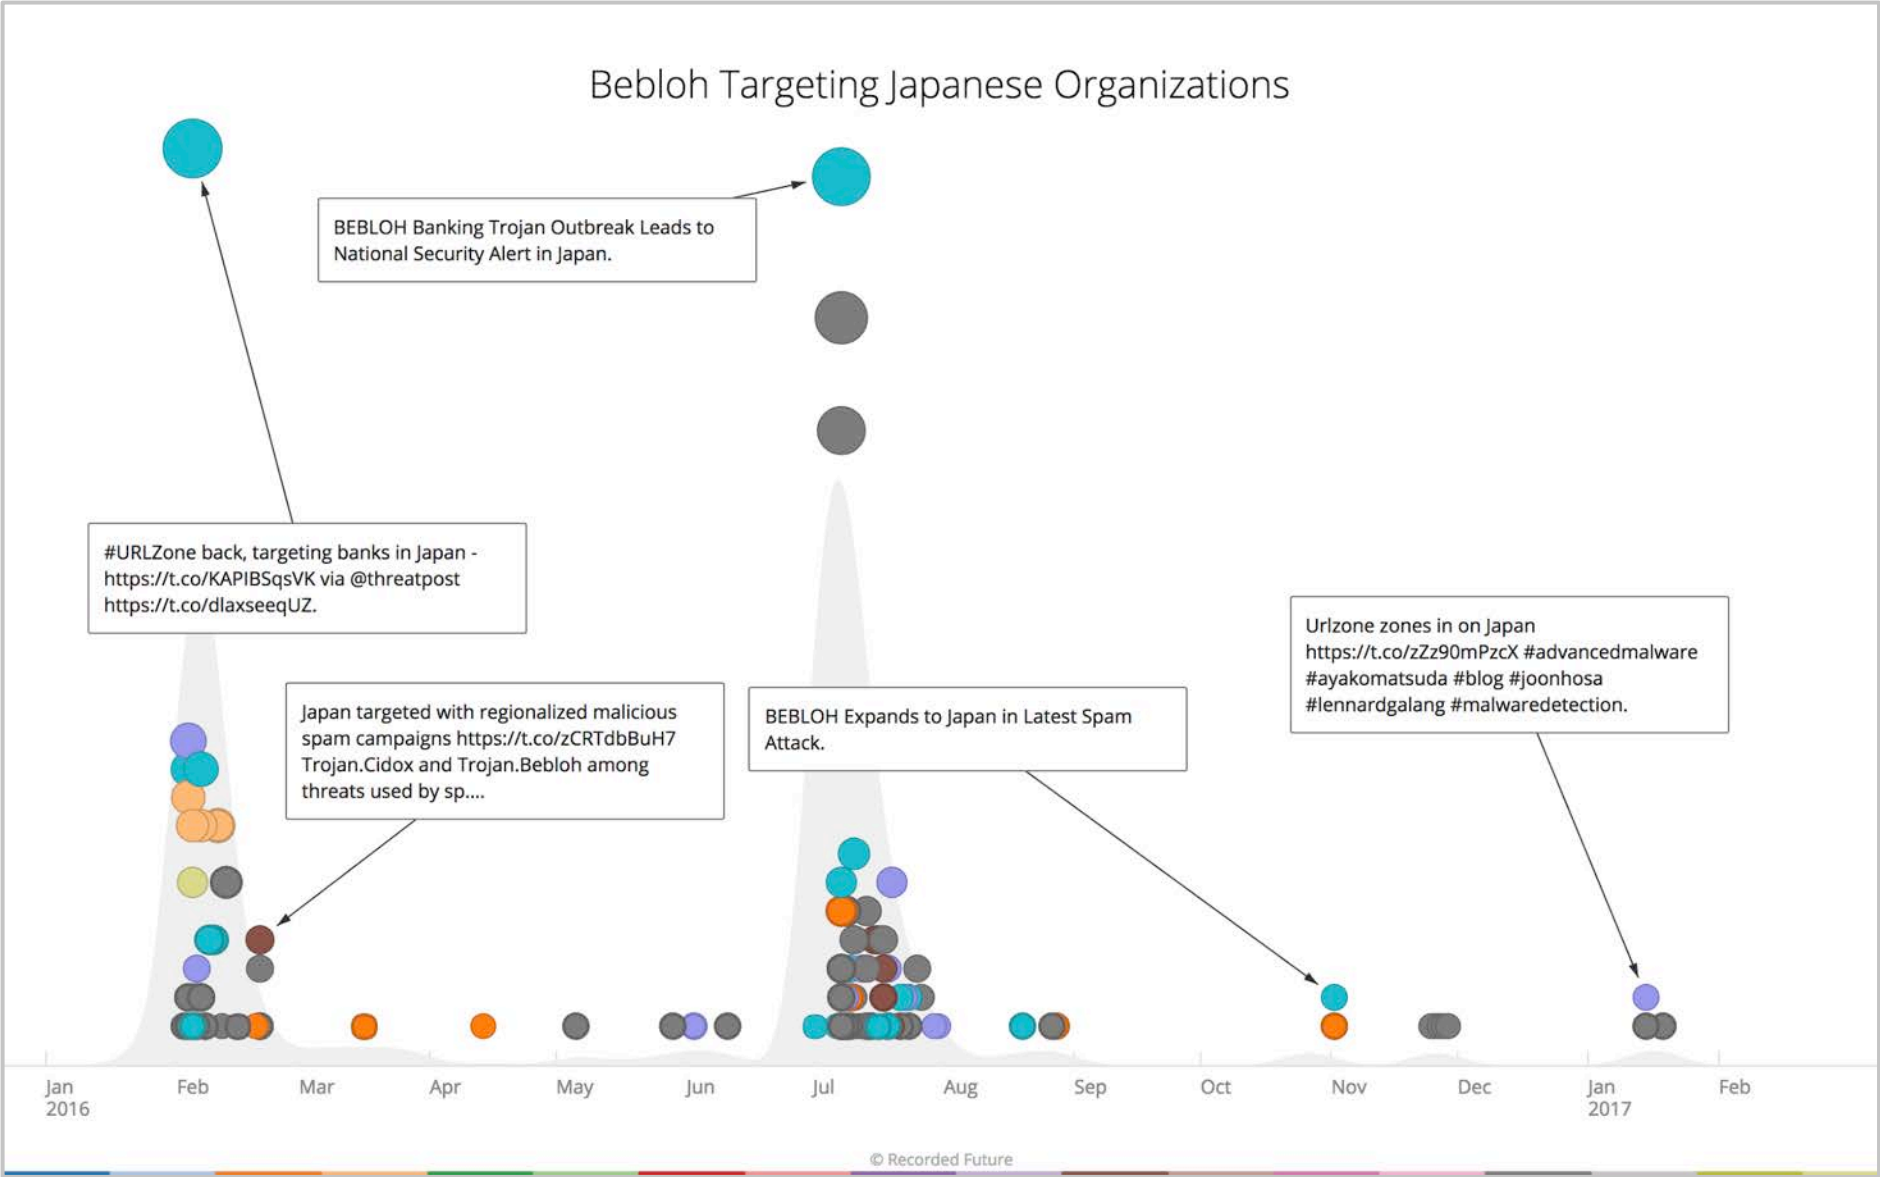 Bebloh Targeting Japanese Organizations
BEBLOH Banking Trojan Outbreak Leads to
National Security Alert in Japan.
#URLZone back, targeting banks in Japan -
https://t.co/KAPIBSqsVK via @threatpost
https://t.co/dlaxseeqUZ.
Japan targeted with regionalized malicious
spam campaigns https://t.co/zCRTdbBuH7
Trojan.Cidox and Trojan.Bebloh among
threats used by sp....
BEBLOH Expands to Japan in Latest Spam
Attack.
Urlzone zones in on Japan
https://t.co/zZz90mPzcX #advancedmalware
#ayakomatsuda #blog #joonhosa
#lennardgalang #malwaredetection.
Jan Feb Mar Apr May Jun Jul Aug Sep Oct Nov Dec Jan Feb
2016 2017
© Recorded Future